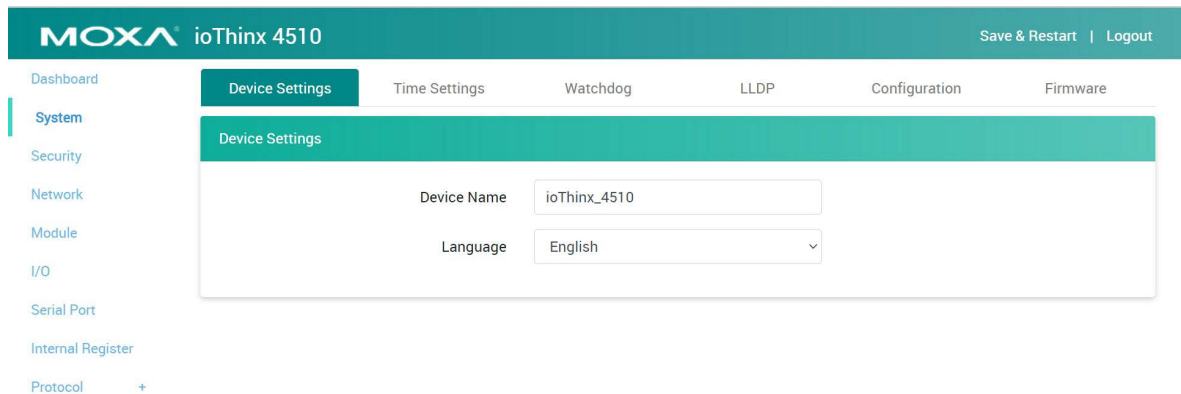 MOXA® ioThinx 4510
Save & Restart | Logout
Dashboard
System
Security
Network
Module
I/O
Serial Port
Internal Register
Protocol +
Device Settings Time Settings Watchdog LLDP Configuration Firmware
Device Settings
Device Name ioThinx_4510
Language English